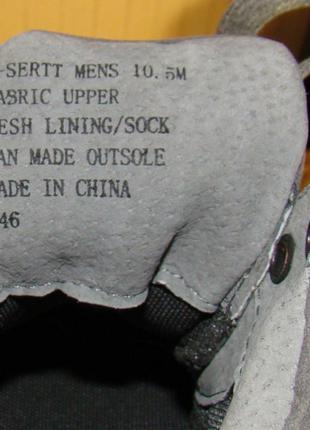 -SERTT MENS 10.5M
ABRIC UPPER
ESH LINING/SOCK
AN MADE OUTSOLE
ADE IN CHINA
46